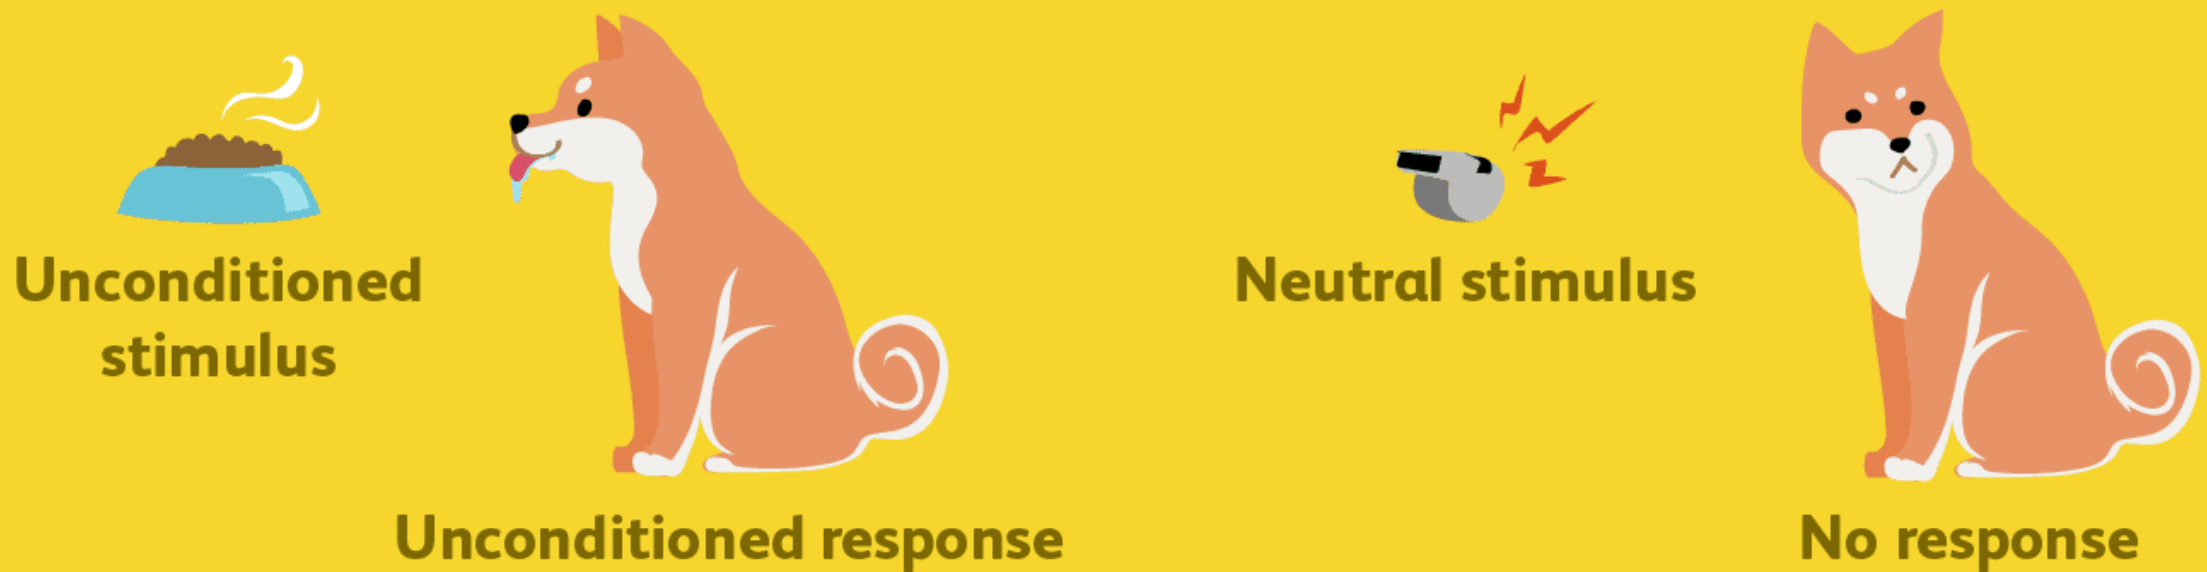 Unconditioned
stimulus
Unconditioned response
Neutral stimulus
No response